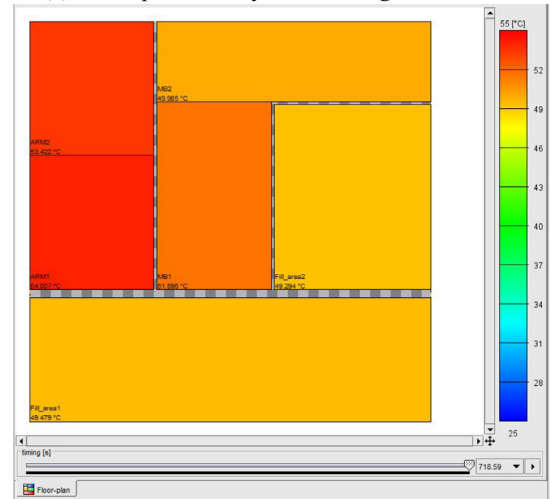 55 [°C]
MB2
49.985 °C
52
49
ARM2
53.422 °C
46
43
40
37
ARM1
54.007 °C
MB1
51.696 °C
Fill_area2
49.294 °C
34
31
28
Fill_area1
49.479 °C
25
timing [s]
718.59
Floor-plan